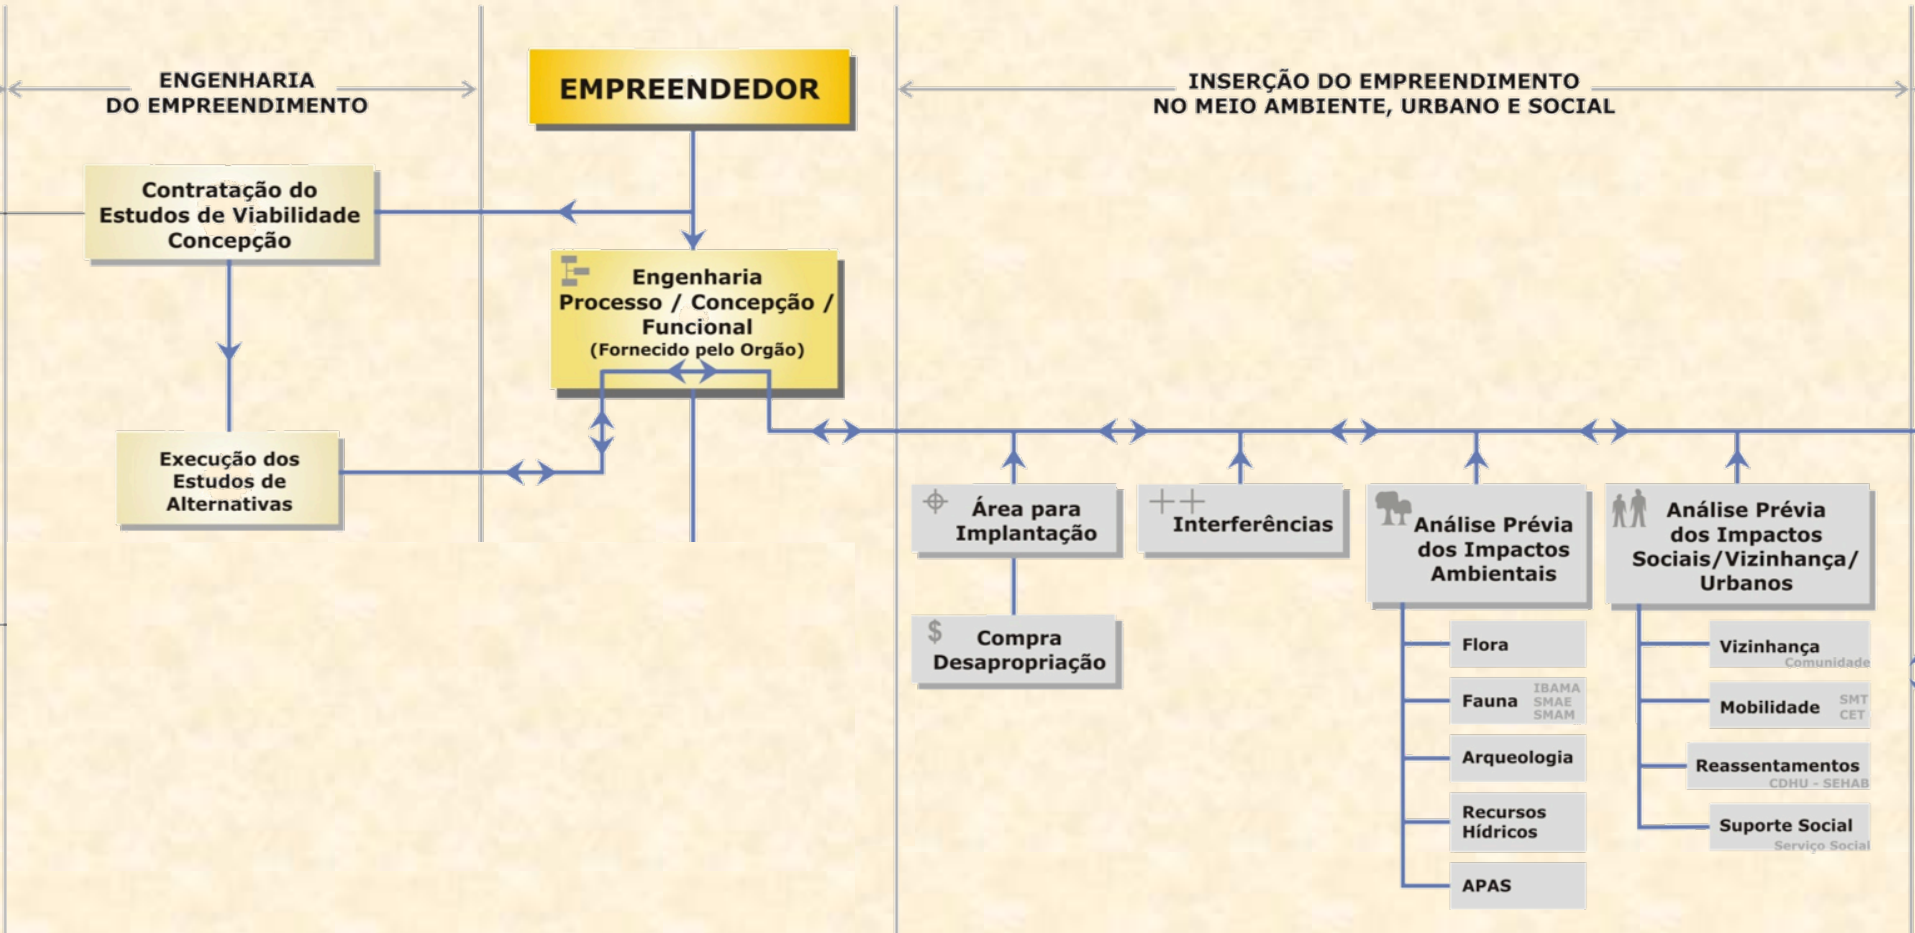 ENGENHARIA
DO EMPREENDIMENTO
EMPREENDEDOR
INSERÇÃO DO EMPREENDIMENTO
NO MEIO AMBIENTE, URBANO E SOCIAL
Contratação do
Estudos de Viabilidade
Concepção
Engenharia
Processo / Concepção /
Funcional
(Fornecido pelo Orgão)
Execução dos
Estudos de
Alternativas
Área para
Implantação
Interferências
Análise Prévia
dos Impactos
Ambientais
Análise Prévia
dos Impactos
Sociais/Vizinhança/
Urbanos
$ Compra
Desapropriação
Flora
Fauna
IBAMA
SMAE
SMAM
Arqueologia
Recursos
Hídricos
APAS
Vizinhança
Comunidade
Mobilidade
SMT
CET
Reassentamentos
CDHU - SEHAB
Suporte Social
Serviço Social